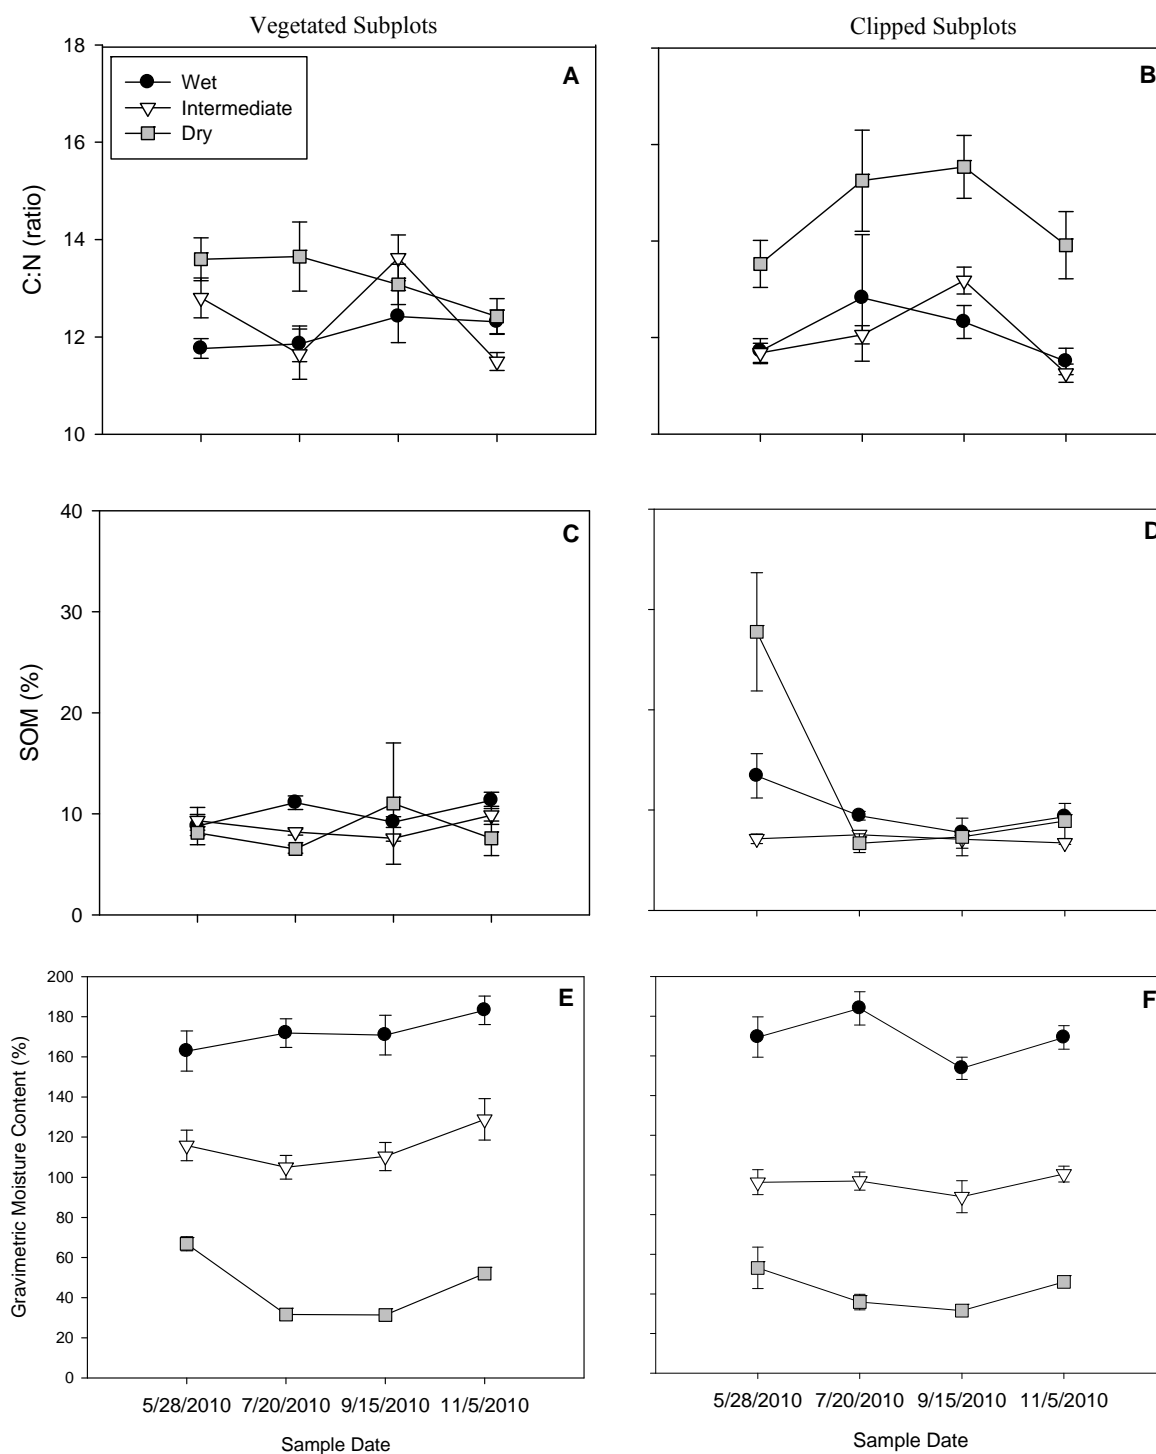 Vegetated Subplots
Clipped Subplots
18
16
14
12
10
C:N (ratio)
Wet
Intermediate
Dry
A
B
40
30
20
10
0
SOM (%)
C
D
200
180
160
140
120
100
80
60
40
20
0
Gravimetric Moisture Content (%)
E
F
5/28/2010 7/20/2010 9/15/2010 11/5/2010
5/28/2010 7/20/2010 9/15/2010 11/5/2010
Sample Date
Sample Date